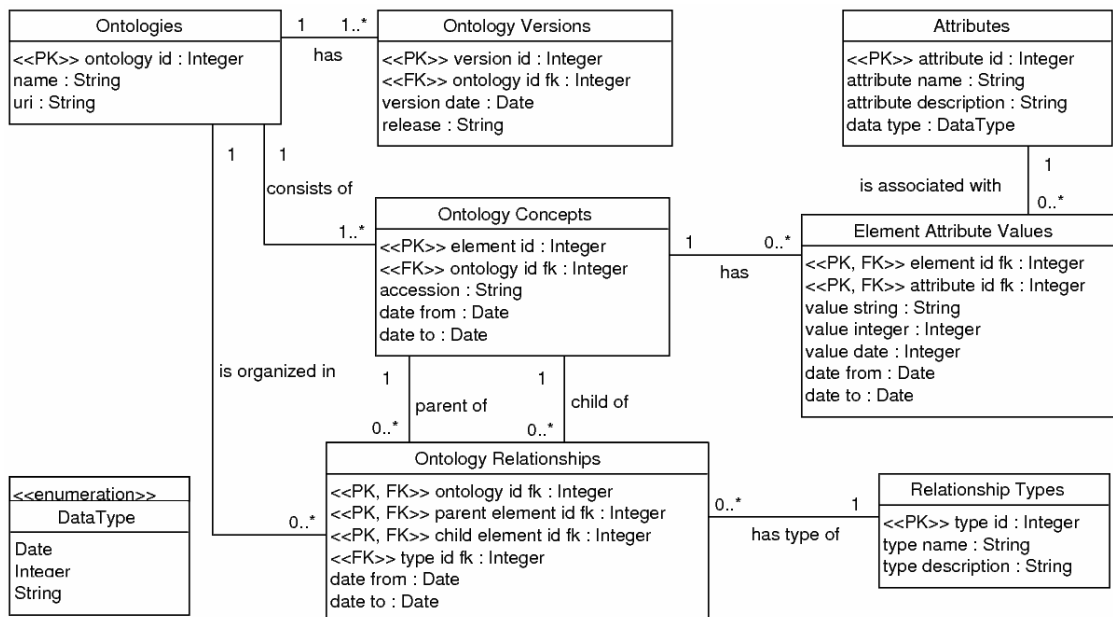 Ontologies
<<PK>> ontology id : Integer
name : String
uri : String
1
1..*
has
Ontology Versions
<<PK>> version id : Integer
<<FK>> ontology id fk : Integer
version date : Date
release : String
Attributes
<<PK>> attribute id : Integer
attribute name : String
attribute description : String
data type : DataType
1
1
consists of
1..*
1
is associated with
0..*
Ontology Concepts
<<PK>> element id : Integer
<<FK>> ontology id fk : Integer
accession : String
date from : Date
date to : Date
1
0..*
has
Element Attribute Values
<<PK, FK>> element id fk : Integer
<<PK, FK>> attribute id fk : Integer
value string : String
value integer : Integer
value date : Integer
date from : Date
date to : Date
is organized in
1
parent of
0..*
1
child of
0..*
Ontology Relationships
<<PK, FK>> ontology id fk : Integer
<<PK, FK>> parent element id fk : Integer
<<PK, FK>> child element id fk : Integer
<<FK>> type id fk : Integer
date from : Date
date to : Date
0..*
0..*
1
has type of
Relationship Types
<<PK>> type id : Integer
type name : String
type description : String
<<enumeration>>
DataType
Date
Integer
String